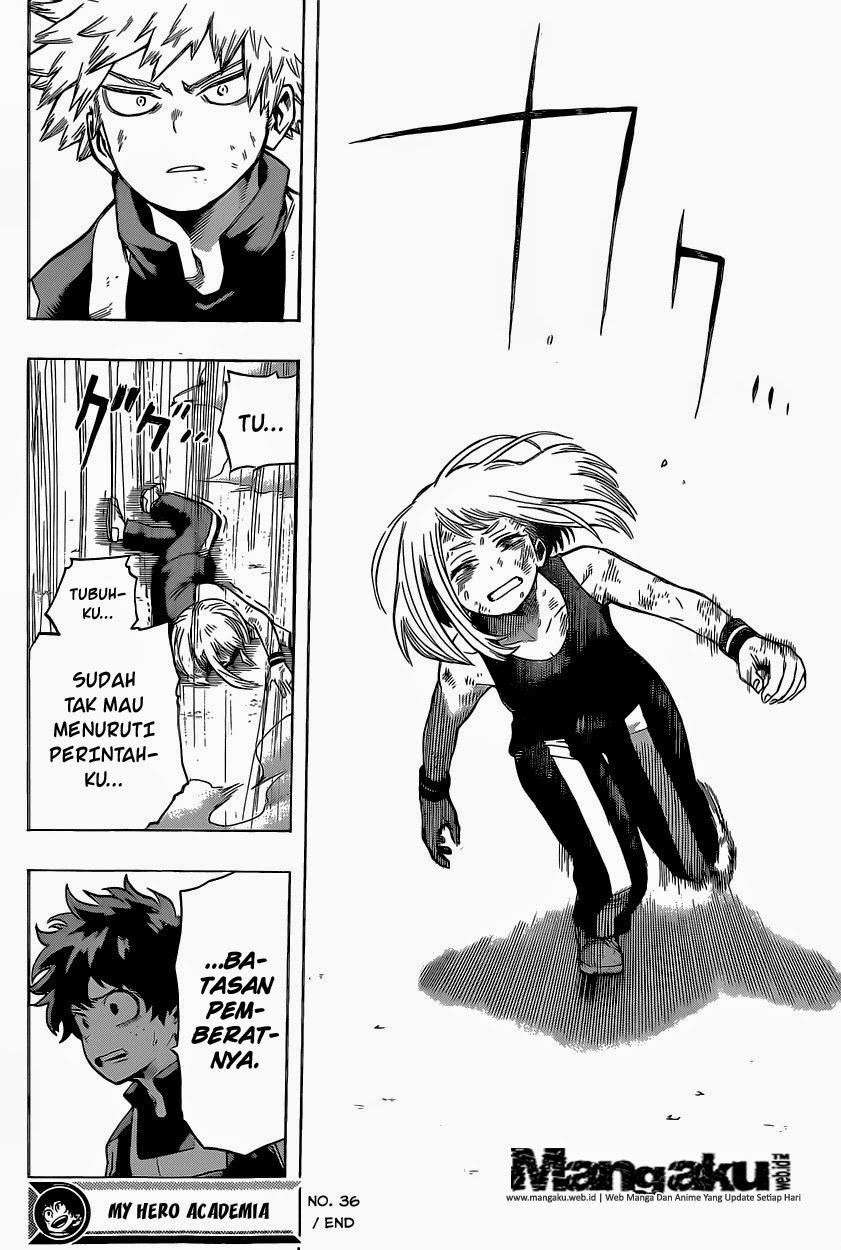 カク
TU...
ググ...
TUBUH-
KU...
SUDAH
TAK MAU
MENURUTI
PERINTAH-
KU...
...BA-
TASAN
PEM-
BERAT-
NYA.
MY HERO ACADEMIA
NO. 36
/ END
Mangaku
www.mangaku.web.id | Web Manga Dan Anime Yang Update Setiap Hari